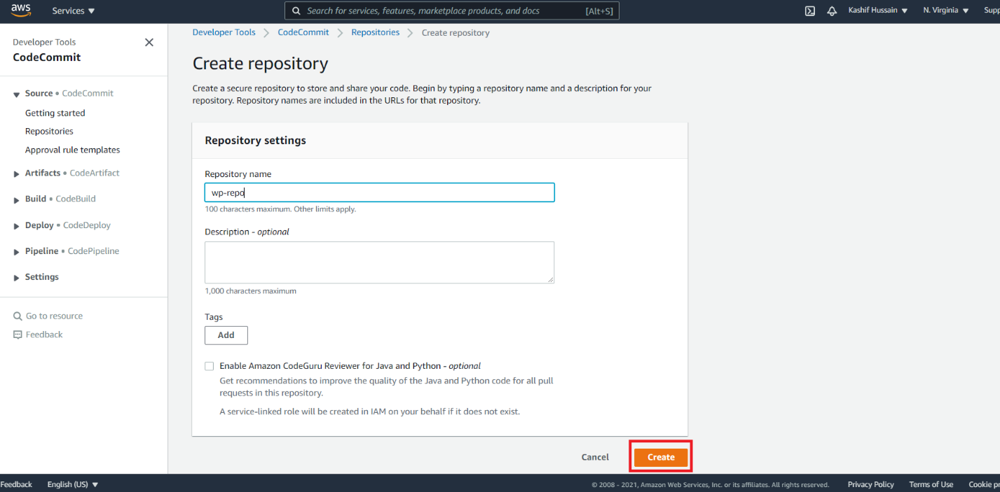 aws
Services
Search for services, features, marketplace products, and docs [Alt+S]
Kashif Hussain
N. Virginia
Supp
Developer Tools
CodeCommit
Source • CodeCommit
Getting started
Repositories
Approval rule templates
Artifacts • CodeArtifact
Build • CodeBuild
Deploy • CodeDeploy
Pipeline • CodePipeline
Settings
Go to resource
Feedback
Developer Tools > CodeCommit > Repositories > Create repository
Create repository
Create a secure repository to store and share your code. Begin by typing a repository name and a description for your
repository. Repository names are included in the URLs for that repository.
Repository settings
Repository name
wp-repo
100 characters maximum. Other limits apply.
Description - optional
1,000 characters maximum
Tags
Add
Enable Amazon CodeGuru Reviewer for Java and Python - optional
Get recommendations to improve the quality of the Java and Python code for all pull
requests in this repository.
A service-linked role will be created in IAM on your behalf if it does not exist.
Cancel
Create
Feedback
English (US)
© 2008 - 2021, Amazon Web Services, Inc. or its affiliates. All rights reserved.
Privacy Policy
Terms of Use
Cookie pr